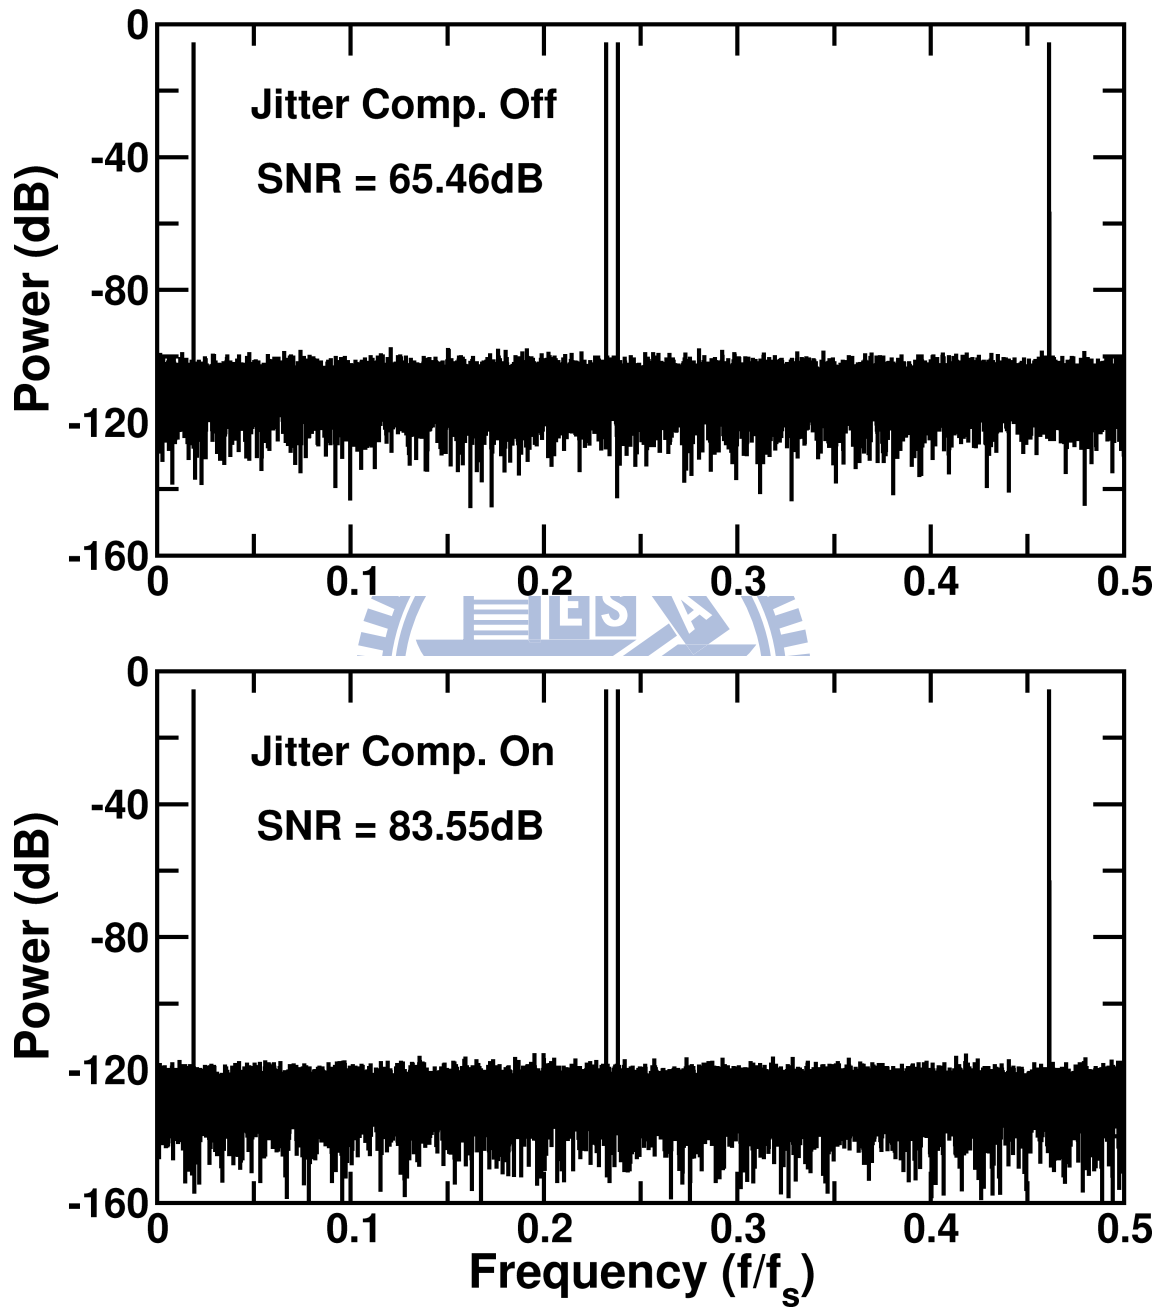 0
-40
-80
-120
-160
Power (dB)
Jitter Comp. Off
SNR = 65.46dB
0 0.1 0.2 0.3 0.4 0.5
ESA
0
-40
-80
-120
-160
Power (dB)
Jitter Comp. On
SNR = 83.55dB
0 0.1 0.2 0.3 0.4 0.5
Frequency (f/fs)